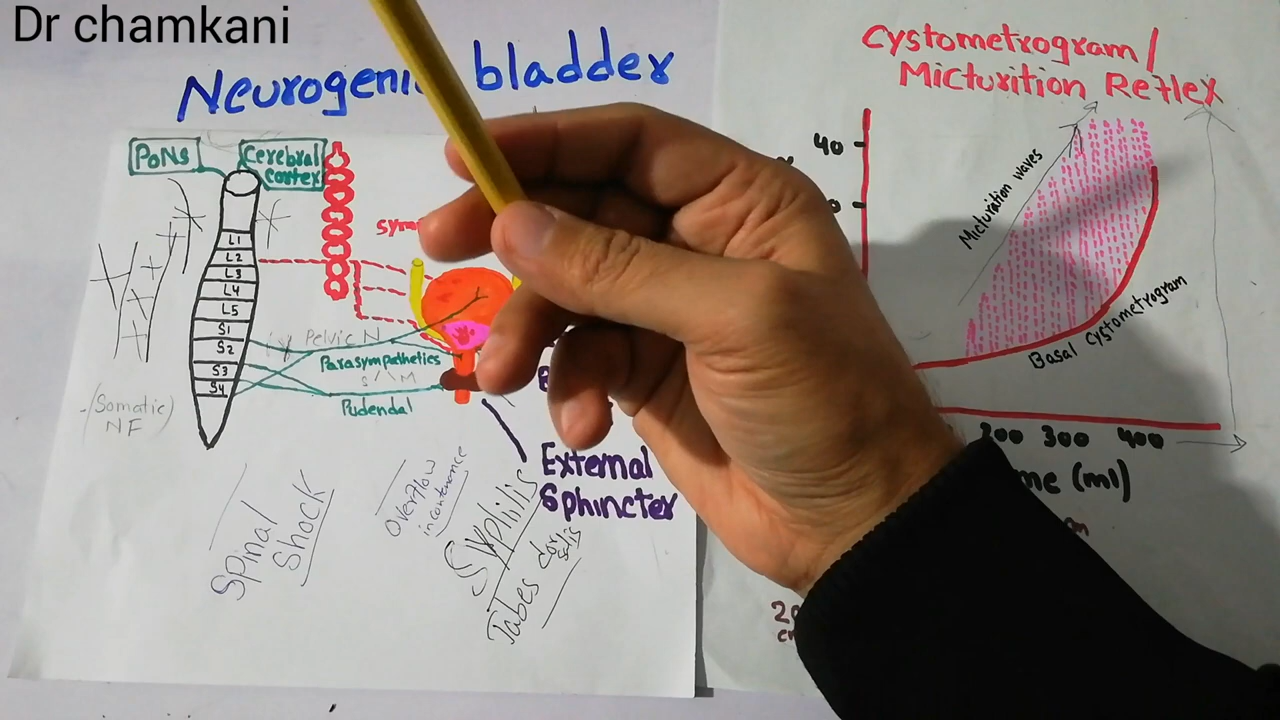 Dr chamkani
Neurogenic bladder
PONS
Cerebral
cortex
L1
L2
L3
L4
L5
S1
S2
S3
S4
Pelvic N
Parasympathetics
S M
Pudendal
(Somatic)
NF
Spinal
Shock
Overflow
incontenence
Syphilis
Tabes dorsalis
External
Sphincter
Cystometrogram/
Micturition Reflex
40
Micturition waves
Basal Cystometrogram
200 300 400
(ml)